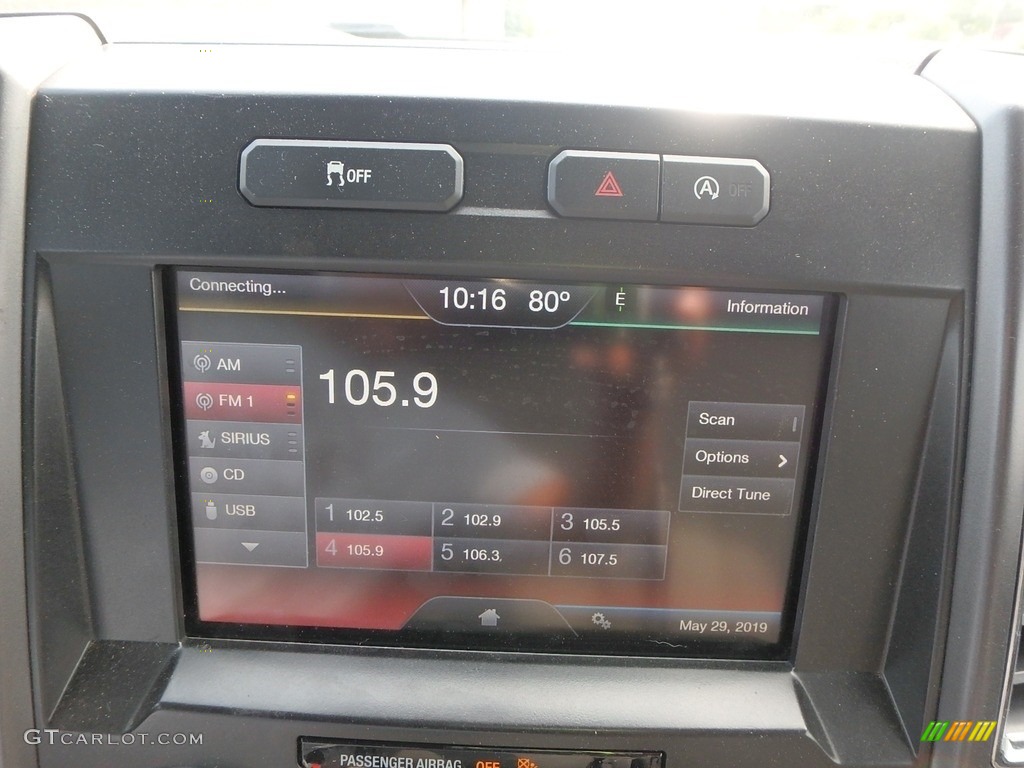 OFF
A OFF
Connecting... 10:16 80º E Information
AM
FM 1
SIRIUS
CD
USB
105.9
Scan
Options
Direct Tune
1 102.5 2 102.9 3 105.5
4 105.9 5 106.3 6 107.5
May 29, 2019
GTCARLOT.COM
PASSENGER AIRBAG OFF